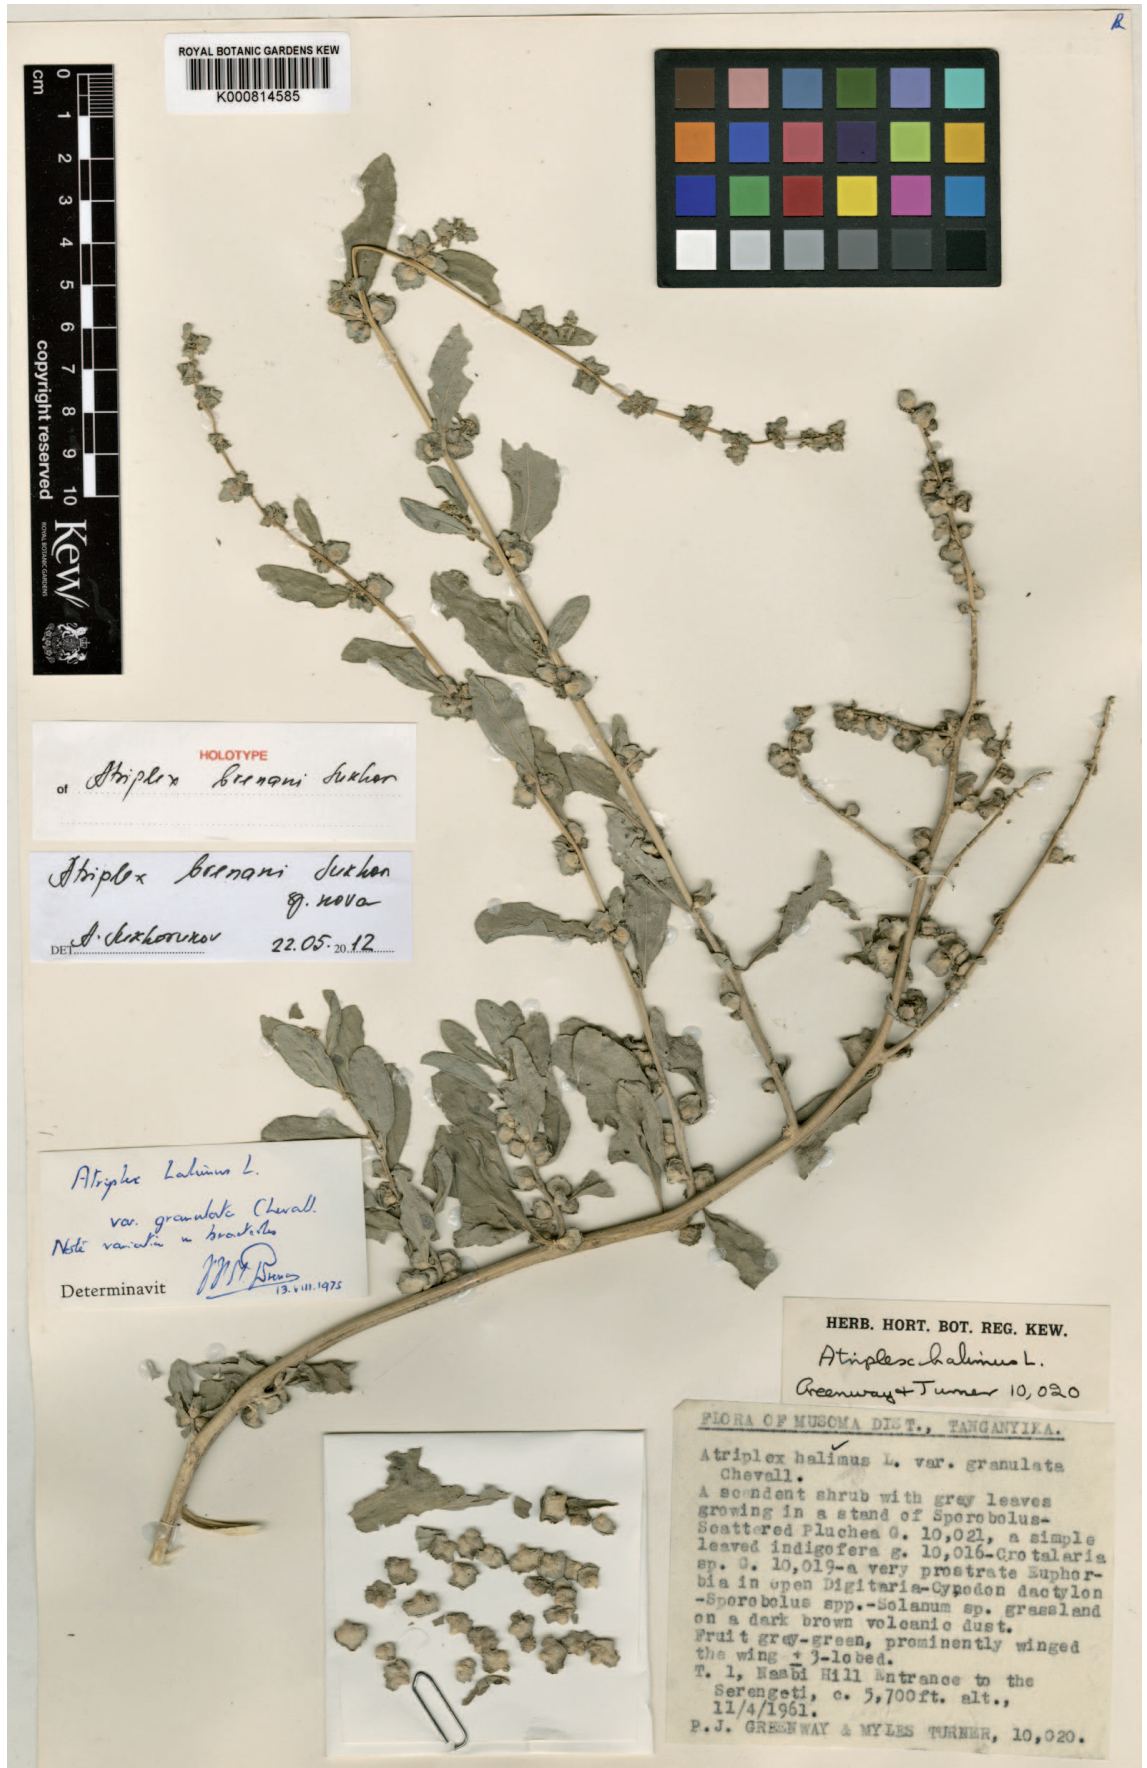 R
ROYAL BOTANIC GARDENS KEW
K000814585
cm
0
1
2
3
4
5
6
7
8
9
10
copyright reserved
Kew
ROYAL BOTANIC GARDENS
HOLOTYPE
of Atriplex brenani Sukhor
Atriplex brenani Sukhor
sp. nova
DET. A. Sukhorukov 22.05.2012
Atriplex halimus L.
var. granulata Chevall.
Note variation in bracteoles
Determinavit
13.VIII.1975
HERB. HORT. BOT. REG. KEW.
Atriplex halimus L.
Greenway & Turner 10,020
FLORA OF MUSOMA DIST., TANGANYIKA.
Atriplex halimus L. var. granulata
Chevall.
A scandent shrub with grey leaves
growing in a stand of Sporobolus-
Scattered Pluchea G. 10,021, a simple
leaved indigofera g. 10,016-Crotalaria
sp. G. 10,019-a very prostrate Euphor-
bia in open Digitaria-Cynodon dactylon
-Sporobolus spp.-Solanum sp. grassland
on a dark brown volcanic dust.
Fruit grey-green, prominently winged
the wing ± 3-lobed.
T. 1, Naabi Hill Entrance to the
Serengeti, c. 5,700ft. alt.,
11/4/1961.
P.J. GREENWAY & MYLES TURNER, 10,020.